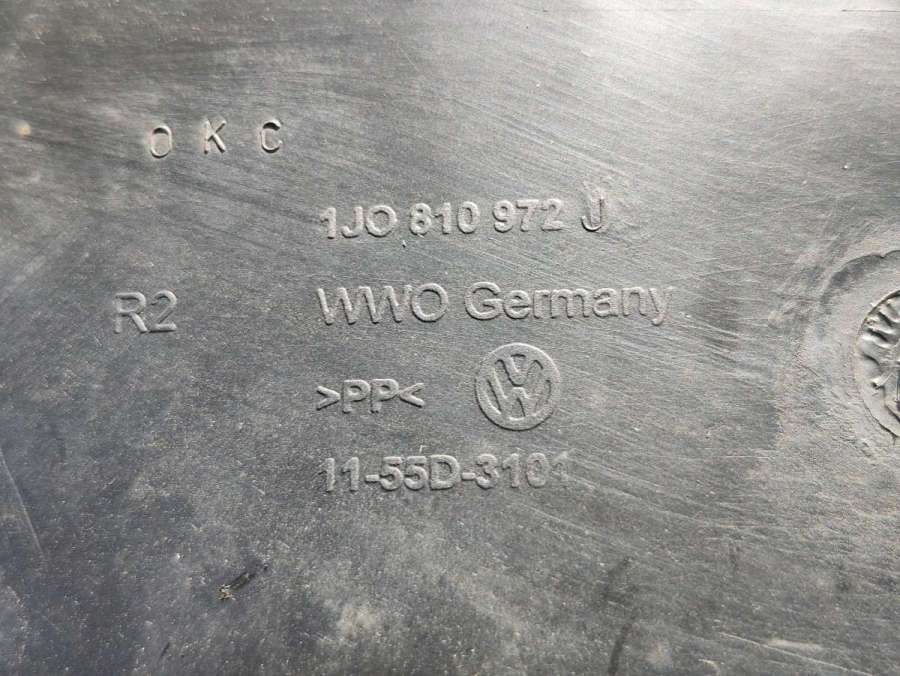 OKC
1JO 810 972 J
R2 WWO Germany
>PP<
11-55D-3101